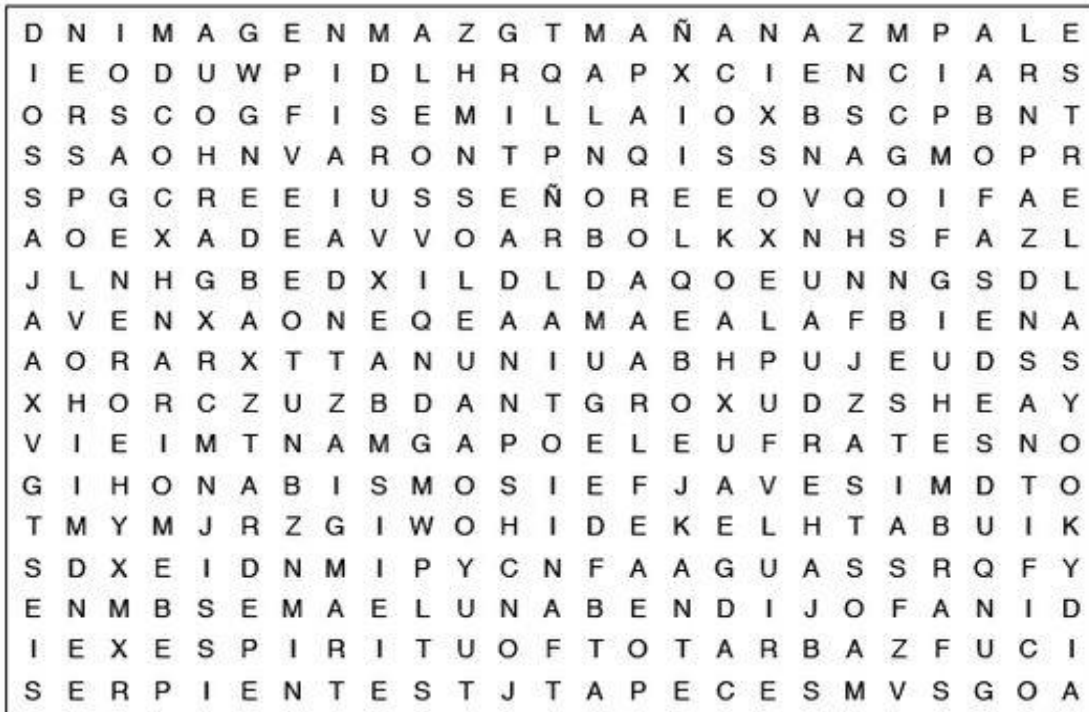 D N I M A G E N M A Z G T M A Ñ A N A Z M P A L E
I E O D U W P I D L H R Q A P X C I E N C I A R S
O R S C O G F I S E M I L L A I O X B S C P B N T
S S A O H N V A R O N T P N Q I S S N A G M O P R
S P G C R E E I U S S E Ñ O R E E O V Q O I F A E
A O E X A D E A V V O A R B O L K X N H S F A Z L
J L N H G B E D X I L D L D A Q O E U N N G S D L
A V E N X A O N E Q E A A M A E A L A F B I E N A
A O R A R X T T A N U N I U A B H P U J E U D S S
X H O R C Z U Z B D A N T G R O X U D Z S H E A Y
V I E I M T N A M G A P O E L E U F R A T E S N O
G I H O N A B I S M O S I E F J A V E S I M D T O
T M Y M J R Z G I W O H I D E K E L H T A B U I K
S D X E I D N M I P Y C N F A A G U A S S R Q F Y
E N M B S E M A E L U N A B E N D I J O F A N I D
I E X E S P I R I T U O F T O T A R B A Z F U C I
S E R P I E N T E S T J T A P E C E S M V S G O A